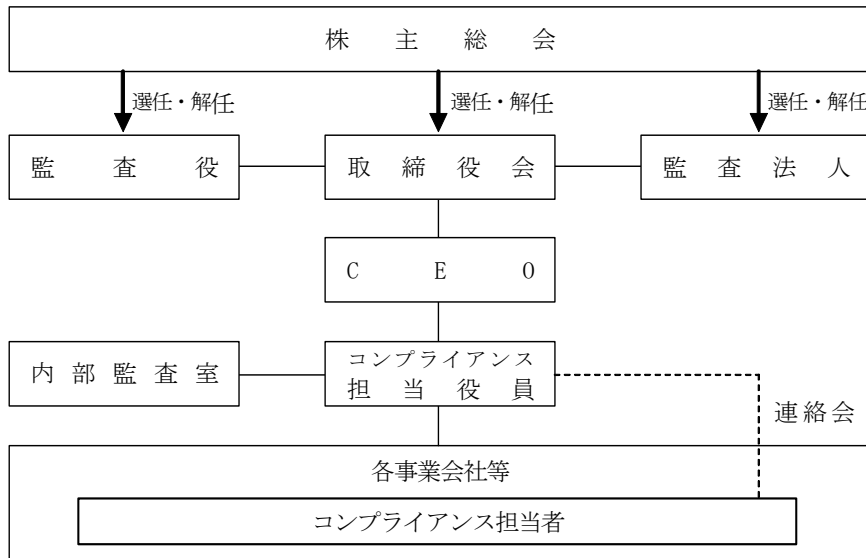 株主総会
選任・解任
選任・解任
選任・解任
監査役
取締役会
監査法人
CEO
内部監査室
コンプライアンス
担当役員
連絡会
各事業会社等
コンプライアンス担当者